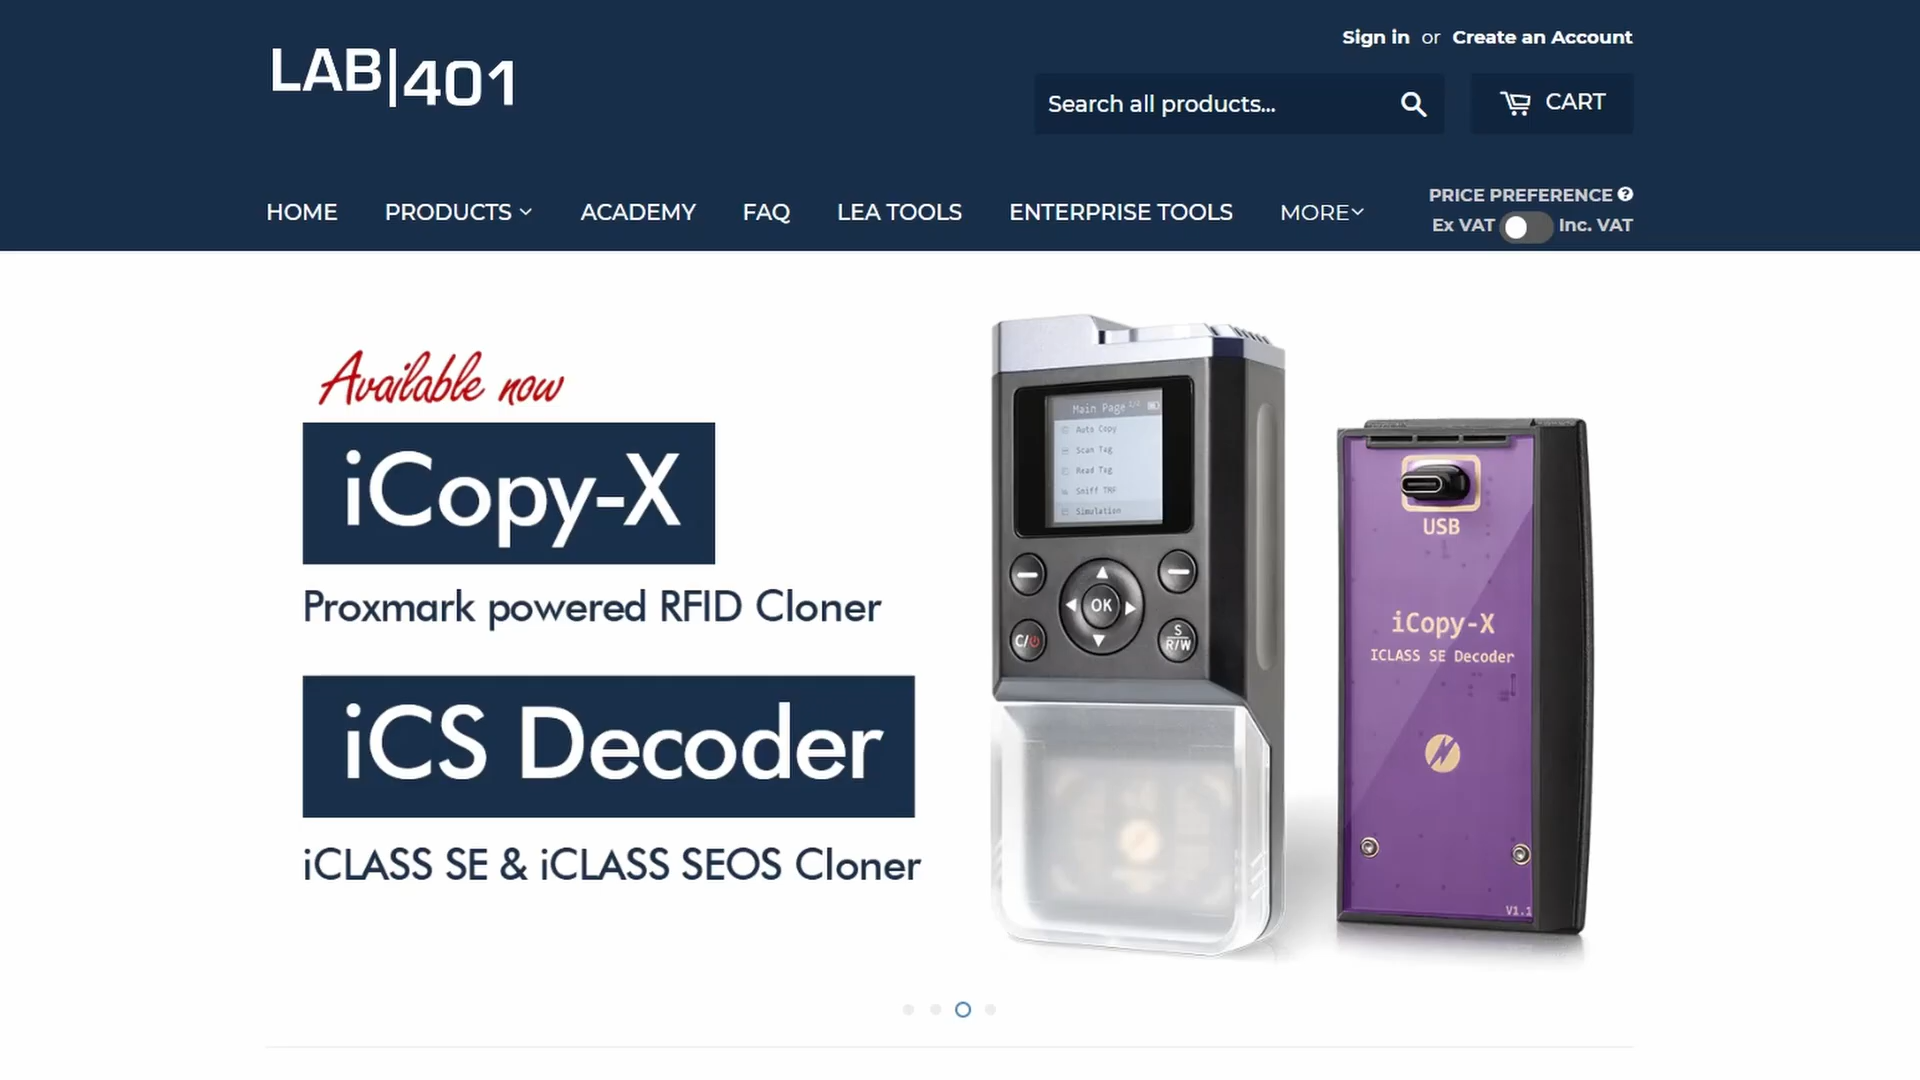 LAB|401
Sign in or Create an Account
Search all products...
CART
HOME
PRODUCTS
ACADEMY
FAQ
LEA TOOLS
ENTERPRISE TOOLS
MORE
PRICE PREFERENCE ?
Ex VAT
Inc. VAT
Available now
iCopy-X
Proxmark powered RFID Cloner
iCS Decoder
iCLASS SE & iCLASS SEOS Cloner
Main Page
Auto Copy
Scan Tag
Read Tag
Sniff TRF
Simulation
OK
C/
S
R/W
USB
iCopy-X
ICLASS SE Decoder
V1.1